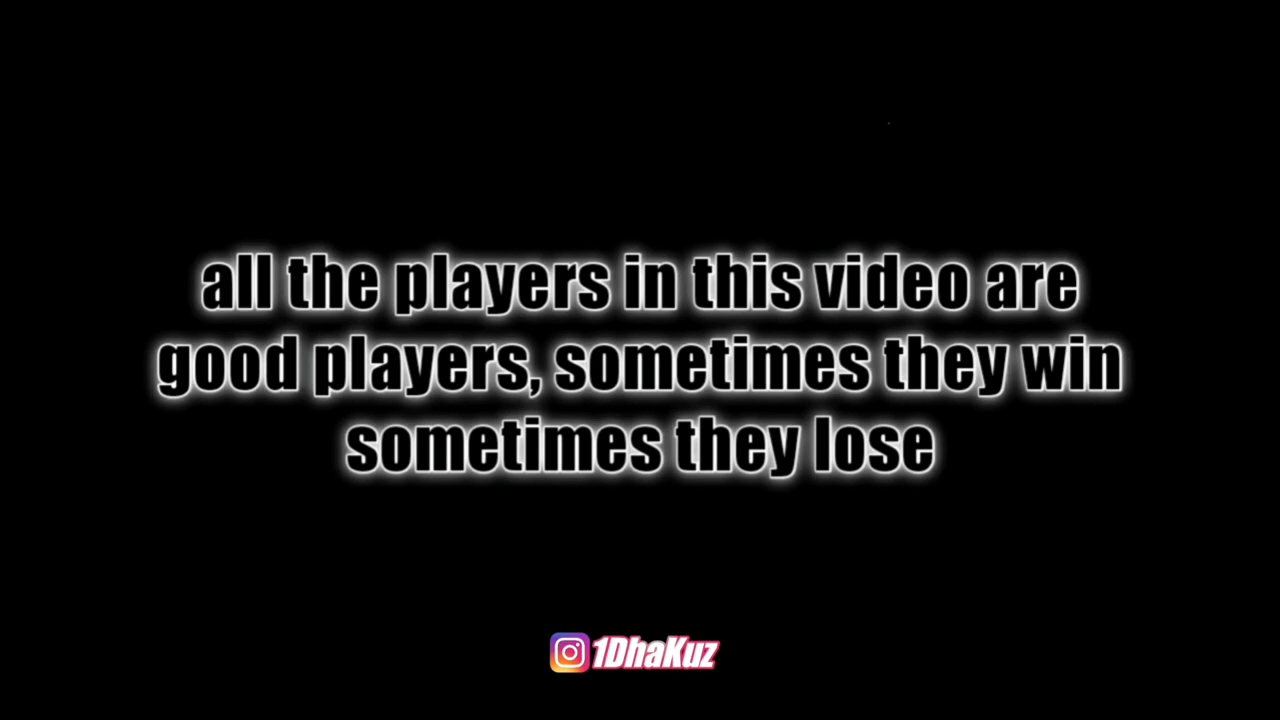 all the players in this video are
good players, sometimes they win
sometimes they lose
1DhaKuz